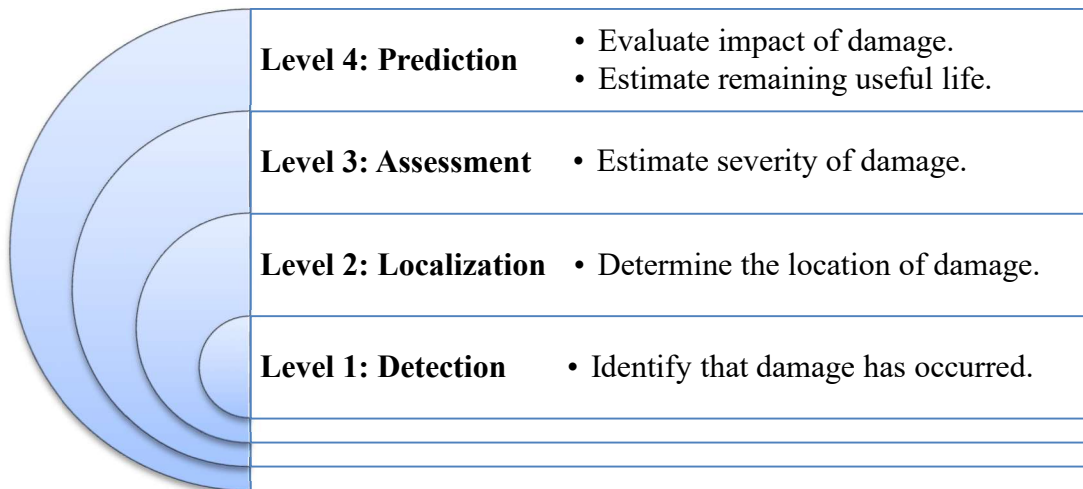 Level 4: Prediction
• Evaluate impact of damage.
• Estimate remaining useful life.
Level 3: Assessment
• Estimate severity of damage.
Level 2: Localization
• Determine the location of damage.
Level 1: Detection
• Identify that damage has occurred.